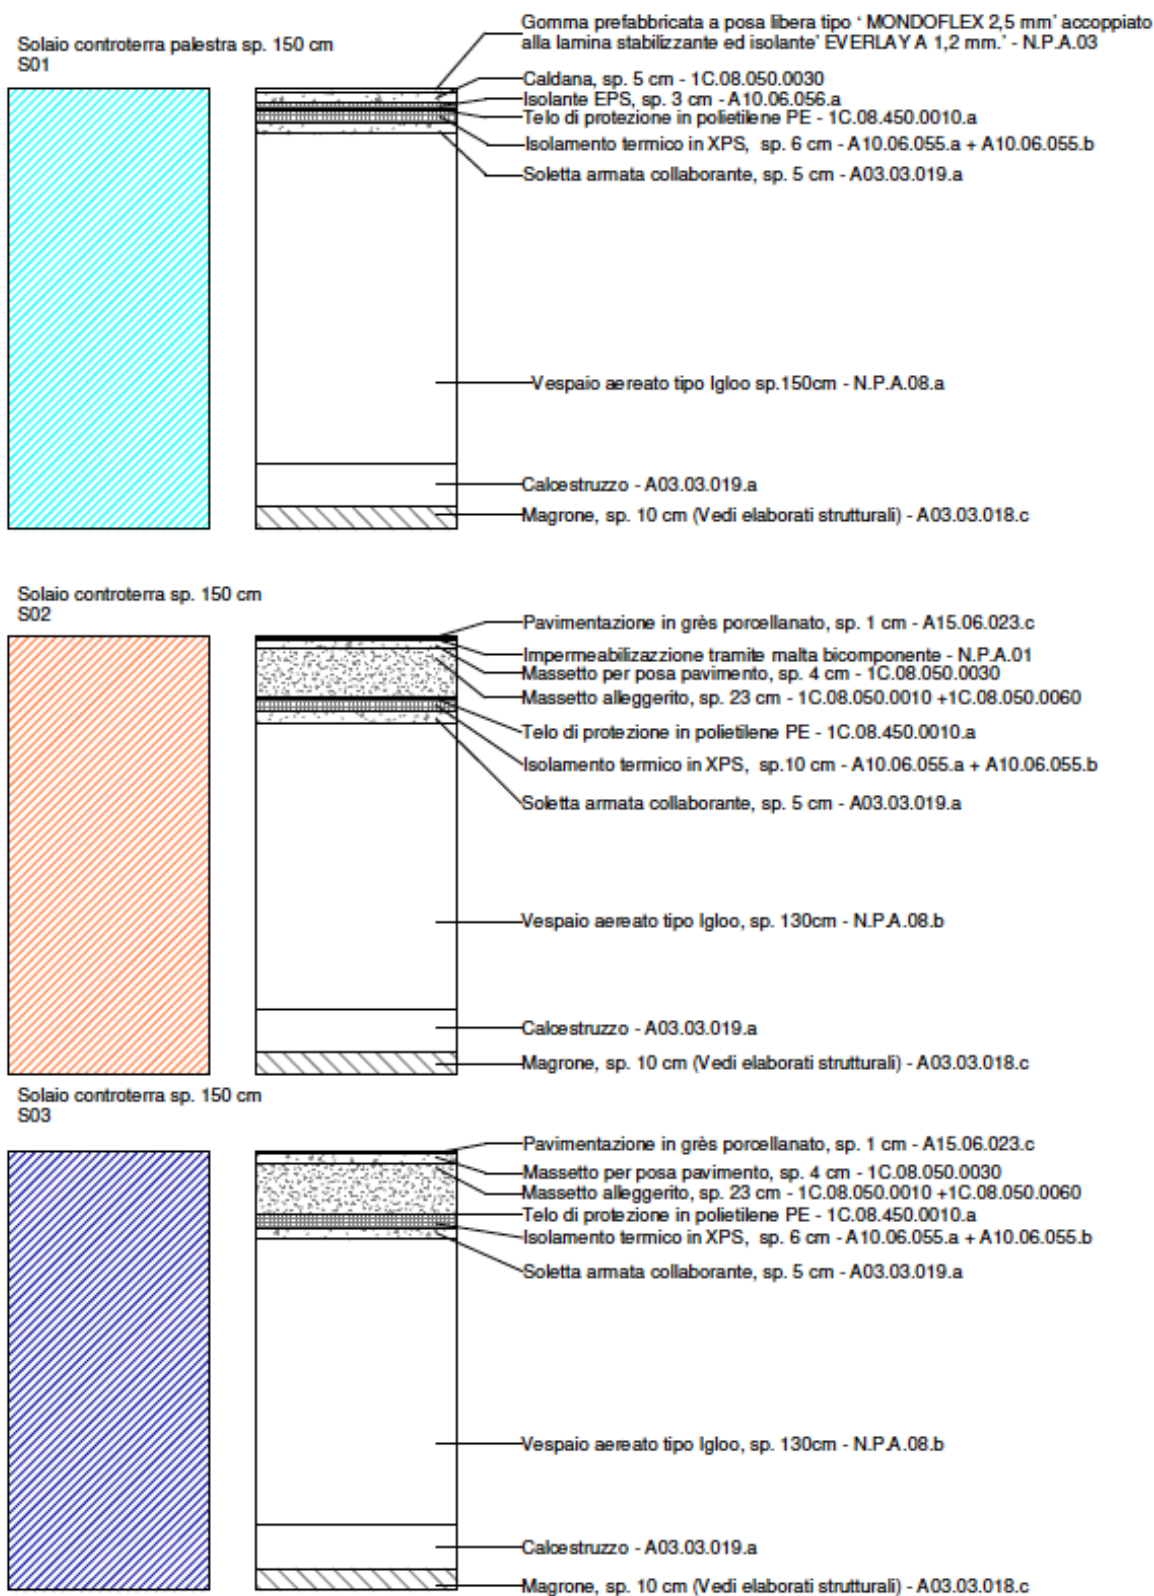 Gomma prefabbricata a posa libera tipo ‘ MONDOFLEX 2,5 mm’ accoppiato
alla lamina stabilizzante ed isolante’ EVERLAY A 1,2 mm.’ - N.P.A.03
Solaio controterra palestra sp. 150 cm
S01
Caldana, sp. 5 cm - 1C.08.050.0030
Isolante EPS, sp. 3 cm - A10.06.056.a
Telo di protezione in polietilene PE - 1C.08.450.0010.a
Isolamento termico in XPS, sp. 6 cm - A10.06.055.a + A10.06.055.b
Soletta armata collaborante, sp. 5 cm - A03.03.019.a
Vespaio aereato tipo Igloo sp.150cm - N.P.A.08.a
Calcestruzzo - A03.03.019.a
Magrone, sp. 10 cm (Vedi elaborati strutturali) - A03.03.018.c
Solaio controterra sp. 150 cm
S02
Pavimentazione in grès porcellanato, sp. 1 cm - A15.06.023.c
Impermeabilizazzione tramite malta bicomponente - N.P.A.01
Massetto per posa pavimento, sp. 4 cm - 1C.08.050.0030
Massetto alleggerito, sp. 23 cm - 1C.08.050.0010 +1C.08.050.0060
Telo di protezione in polietilene PE - 1C.08.450.0010.a
Isolamento termico in XPS, sp.10 cm - A10.06.055.a + A10.06.055.b
Soletta armata collaborante, sp. 5 cm - A03.03.019.a
Vespaio aereato tipo Igloo, sp. 130cm - N.P.A.08.b
Calcestruzzo - A03.03.019.a
Magrone, sp. 10 cm (Vedi elaborati strutturali) - A03.03.018.c
Solaio controterra sp. 150 cm
S03
Pavimentazione in grès porcellanato, sp. 1 cm - A15.06.023.c
Massetto per posa pavimento, sp. 4 cm - 1C.08.050.0030
Massetto alleggerito, sp. 23 cm - 1C.08.050.0010 +1C.08.050.0060
Telo di protezione in polietilene PE - 1C.08.450.0010.a
Isolamento termico in XPS, sp. 6 cm - A10.06.055.a + A10.06.055.b
Soletta armata collaborante, sp. 5 cm - A03.03.019.a
Vespaio aereato tipo Igloo, sp. 130cm - N.P.A.08.b
Calcestruzzo - A03.03.019.a
Magrone, sp. 10 cm (Vedi elaborati strutturali) - A03.03.018.c